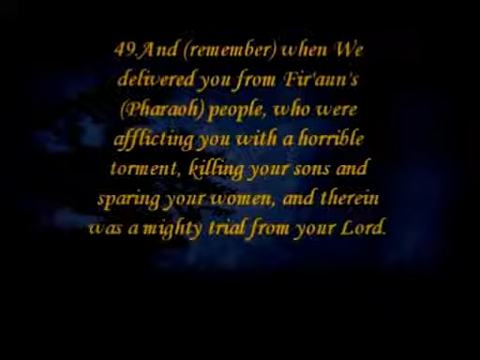 49.And (remember) when We
delivered you from Fir'aun's
(Pharaoh) people, who were
afflicting you with a horrible
torment, killing your sons and
sparing your women, and therein
was a mighty trial from your Lord.